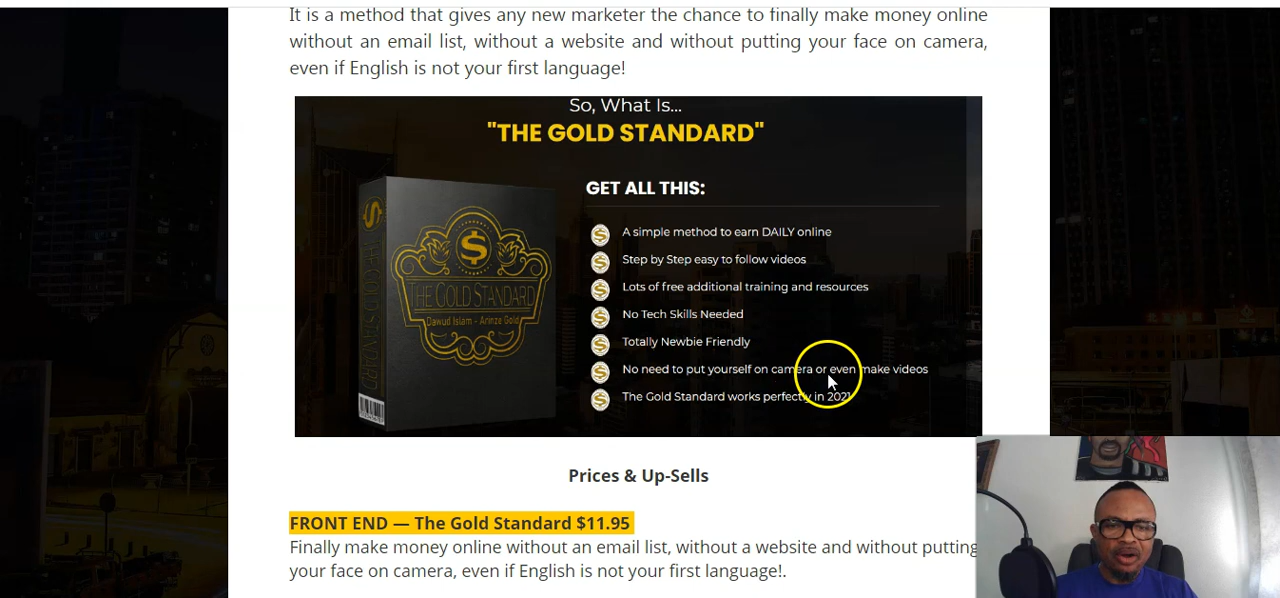 It is a method that gives any new marketer the chance to finally make money online
without an email list, without a website and without putting your face on camera,
even if English is not your first language!
So, What Is...
"THE GOLD STANDARD"
GET ALL THIS:
A simple method to earn DAILY online
Step by Step easy to follow videos
Lots of free additional training and resources
No Tech Skills Needed
Totally Newbie Friendly
No need to put yourself on camera or even make videos
The Gold Standard works perfectly in 2021
THE GOLD STANDARD
THE GOLD STANDARD
Dawud Islam - Arinze Gold
Prices & Up-Sells
FRONT END — The Gold Standard $11.95
Finally make money online without an email list, without a website and without putting
your face on camera, even if English is not your first language!.